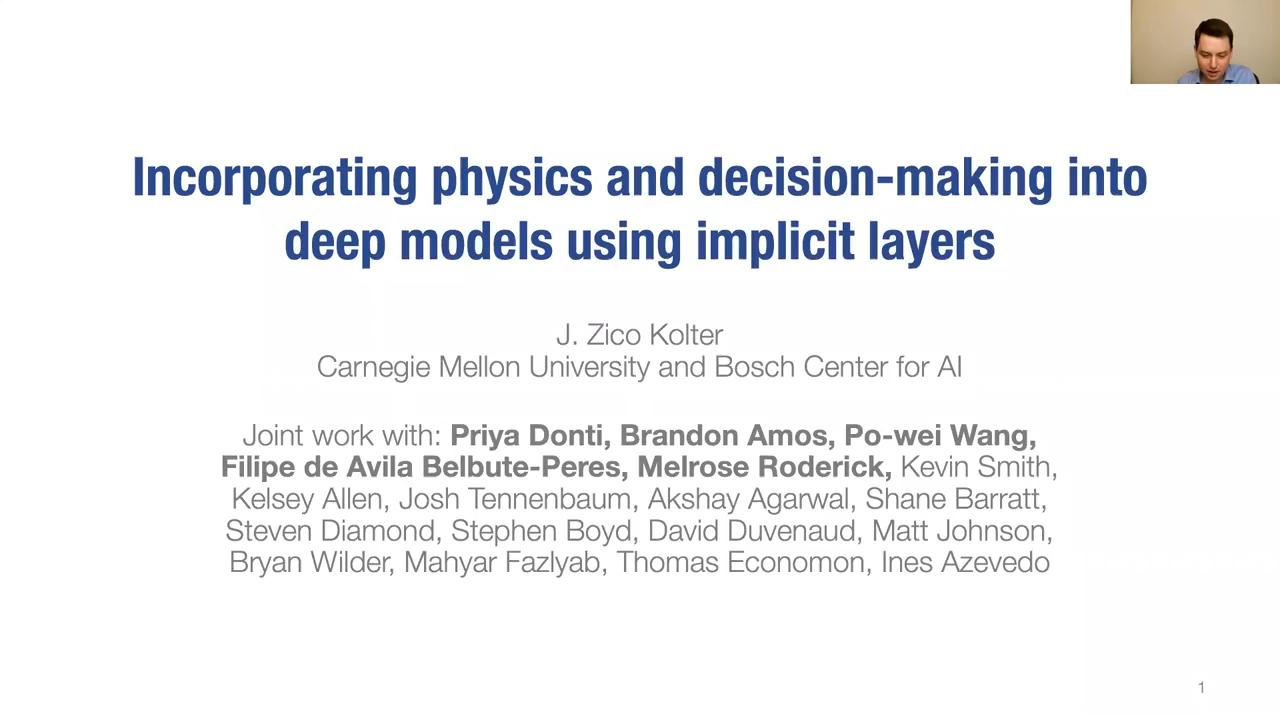 Incorporating physics and decision-making into
deep models using implicit layers
J. Zico Kolter
Carnegie Mellon University and Bosch Center for AI
Joint work with: Priya Donti, Brandon Amos, Po-wei Wang,
Filipe de Avila Belbute-Peres, Melrose Roderick, Kevin Smith,
Kelsey Allen, Josh Tennenbaum, Akshay Agarwal, Shane Barratt,
Steven Diamond, Stephen Boyd, David Duvenaud, Matt Johnson,
Bryan Wilder, Mahyar Fazlyab, Thomas Economon, Ines Azevedo
1